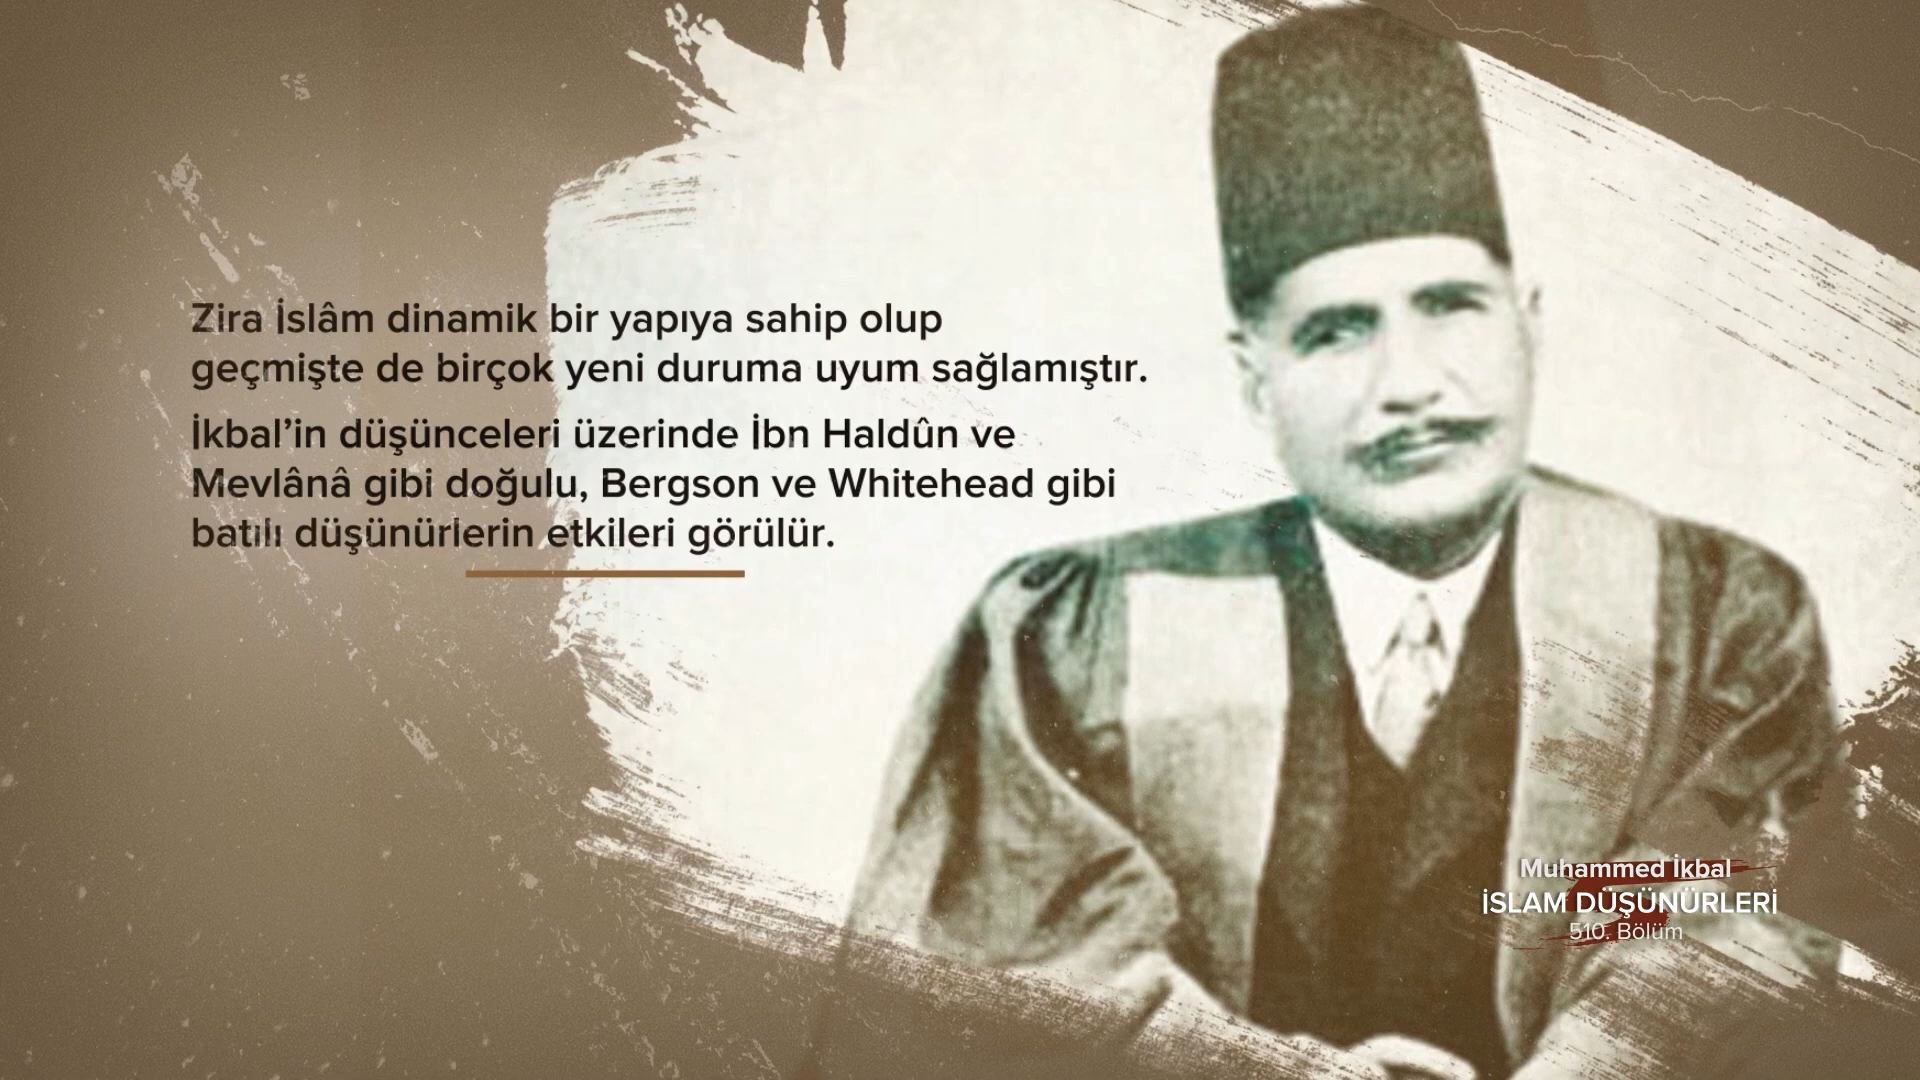 Zira İslâm dinamik bir yapıya sahip olup
geçmişte de birçok yeni duruma uyum sağlamıştır.
İkbal’in düşünceleri üzerinde İbn Haldûn ve
Mevlânâ gibi doğulu, Bergson ve Whitehead gibi
batılı düşünürlerin etkileri görülür.
Muhammed İkbal
İSLAM DÜŞÜNÜRLERİ
510. Bölüm